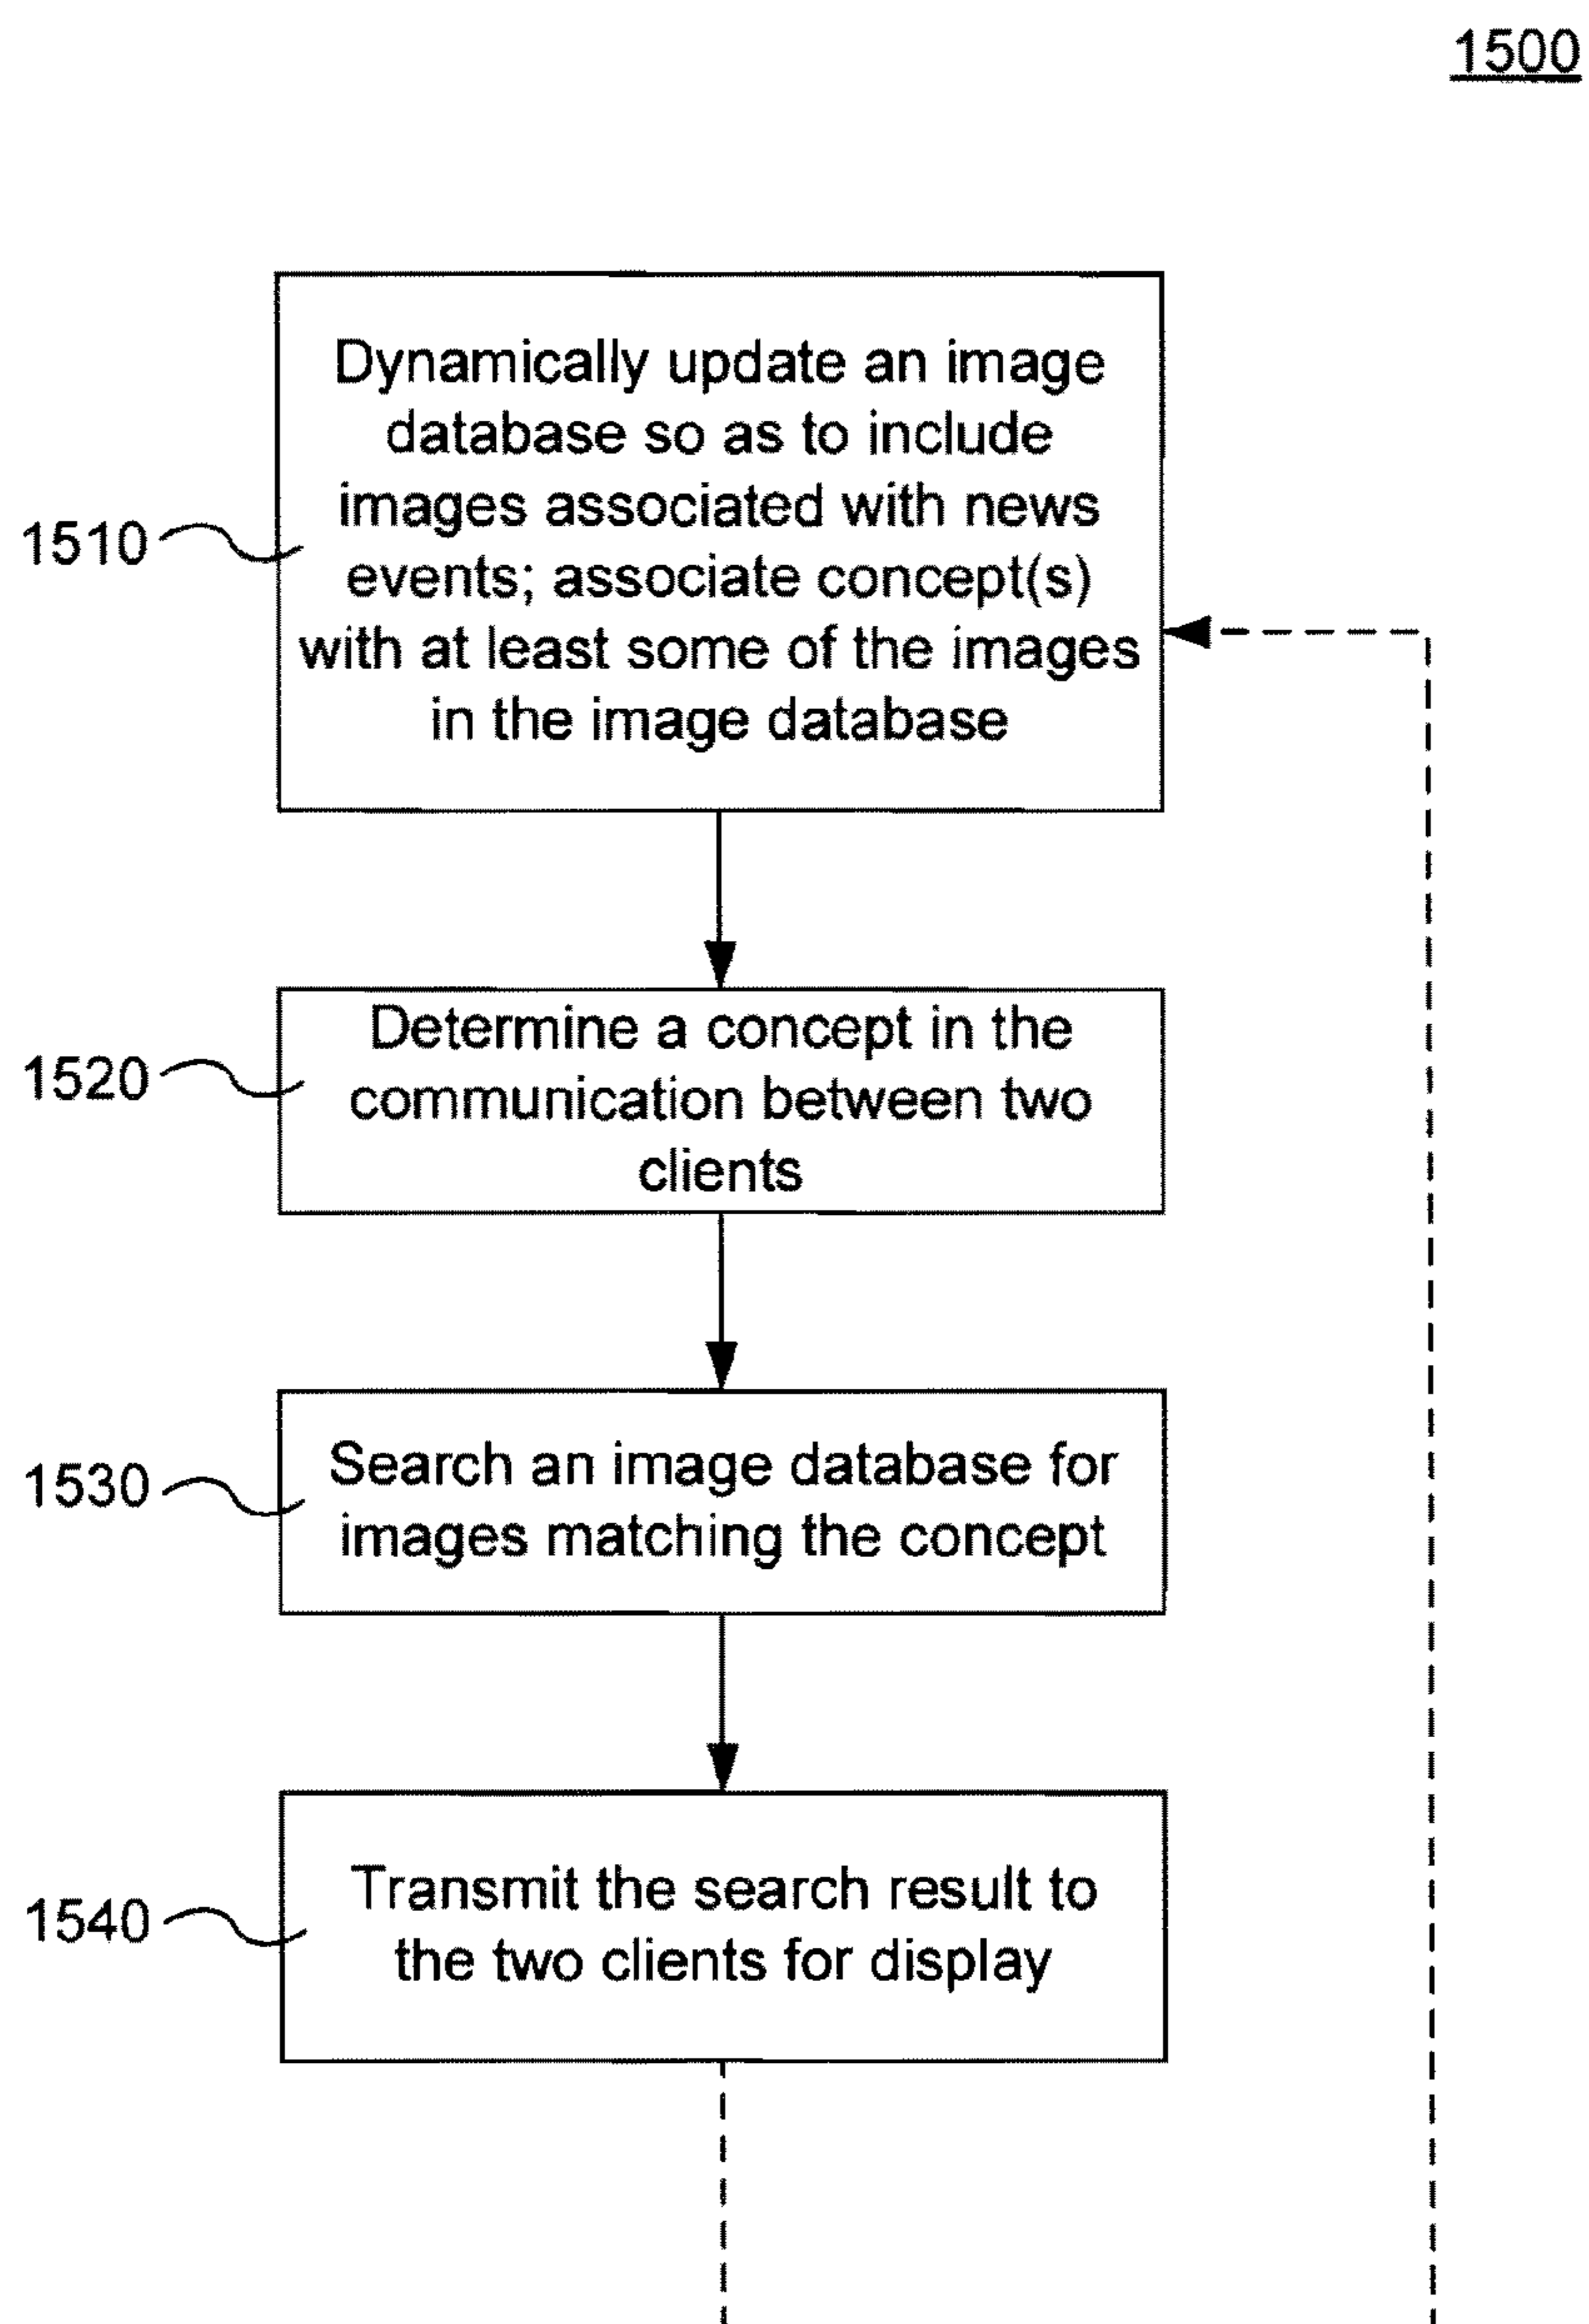 1500
Dynamically update an image
database so as to include
images associated with news
events; associate concept(s)
with at least some of the images
in the image database
1510
Determine a concept in the
communication between two
clients
1520
Search an image database for
images matching the concept
1530
Transmit the search result to
the two clients for display
1540